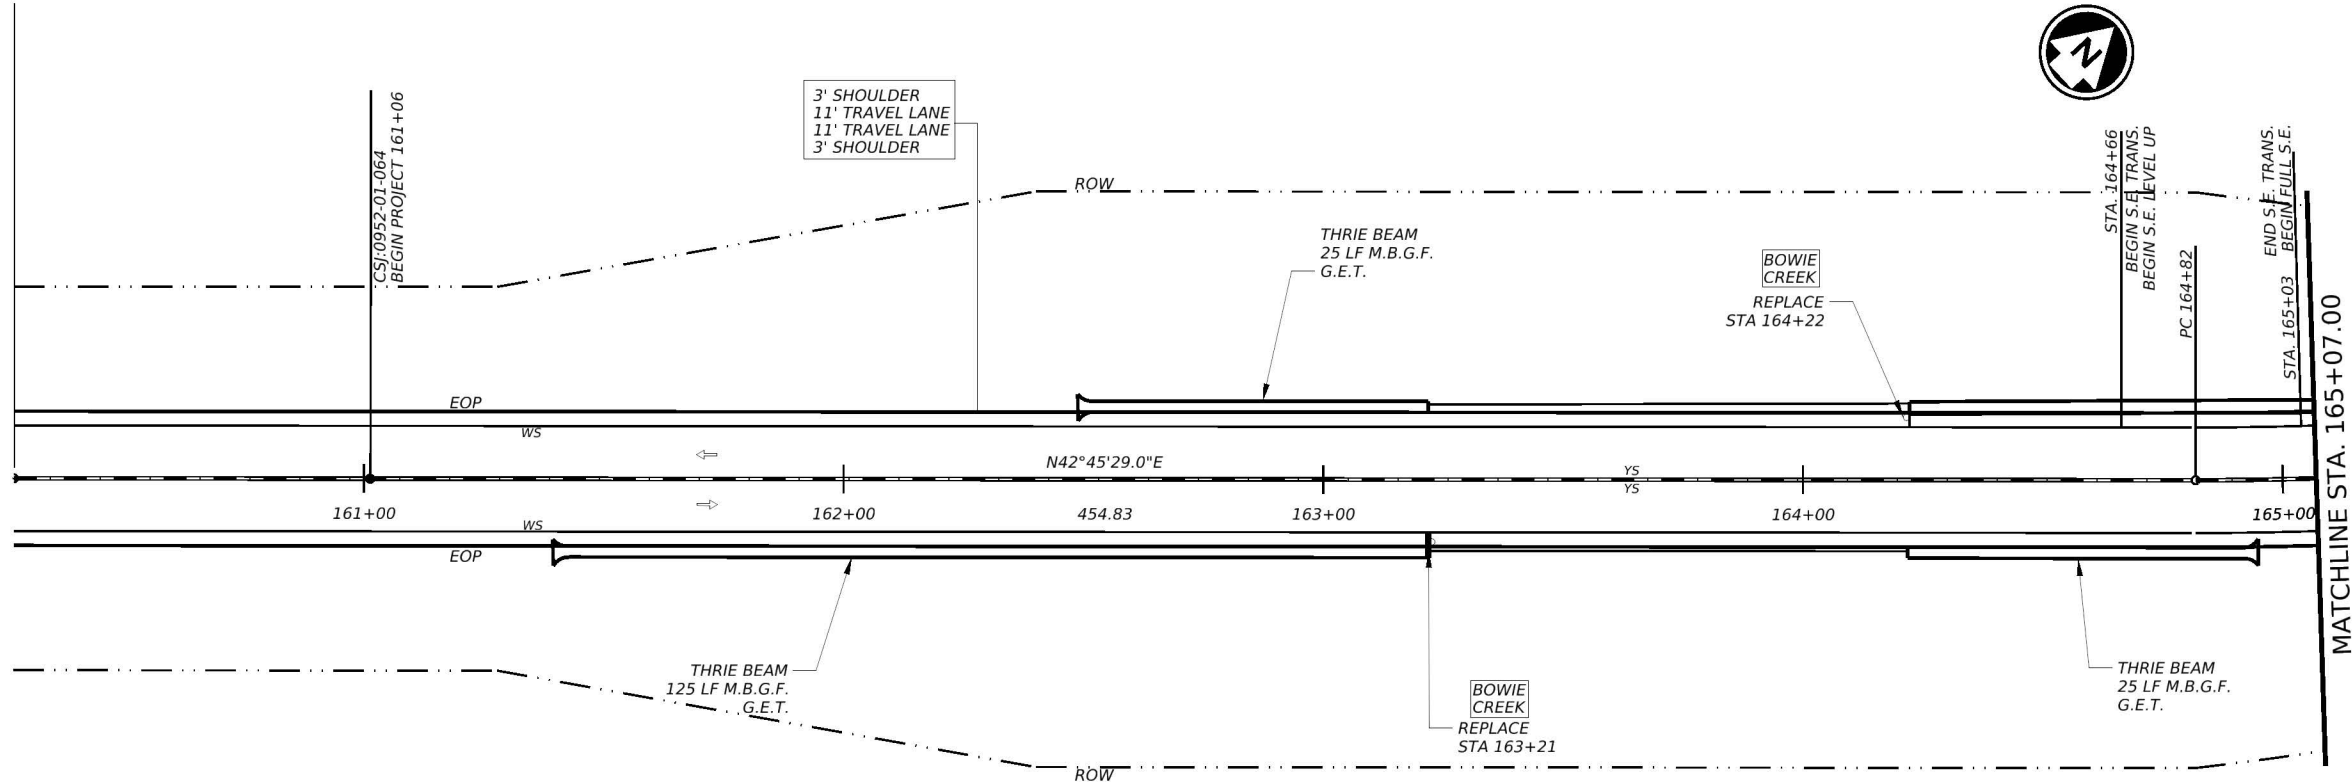 N
3' SHOULDER
11' TRAVEL LANE
11' TRAVEL LANE
3' SHOULDER
CSJ:0952-01-064
BEGIN PROJECT 161+06
ROW
THRIE BEAM
25 LF M.B.G.F.
G.E.T.
BOWIE
CREEK
REPLACE
STA 164+22
STA. 164+66
BEGIN S.E. TRANS.
BEGIN S.E. LEVEL UP
PC 164+82
END S.E. TRANS.
STA. 165+03 BEGIN FULL S.E.
MATCHLINE STA. 165+07.00
EOP
WS
N42°45'29.0"E
YS
YS
161+00
162+00
454.83
163+00
164+00
165+00
WS
EOP
THRIE BEAM
125 LF M.B.G.F.
G.E.T.
BOWIE
CREEK
REPLACE
STA 163+21
THRIE BEAM
25 LF M.B.G.F.
G.E.T.
ROW